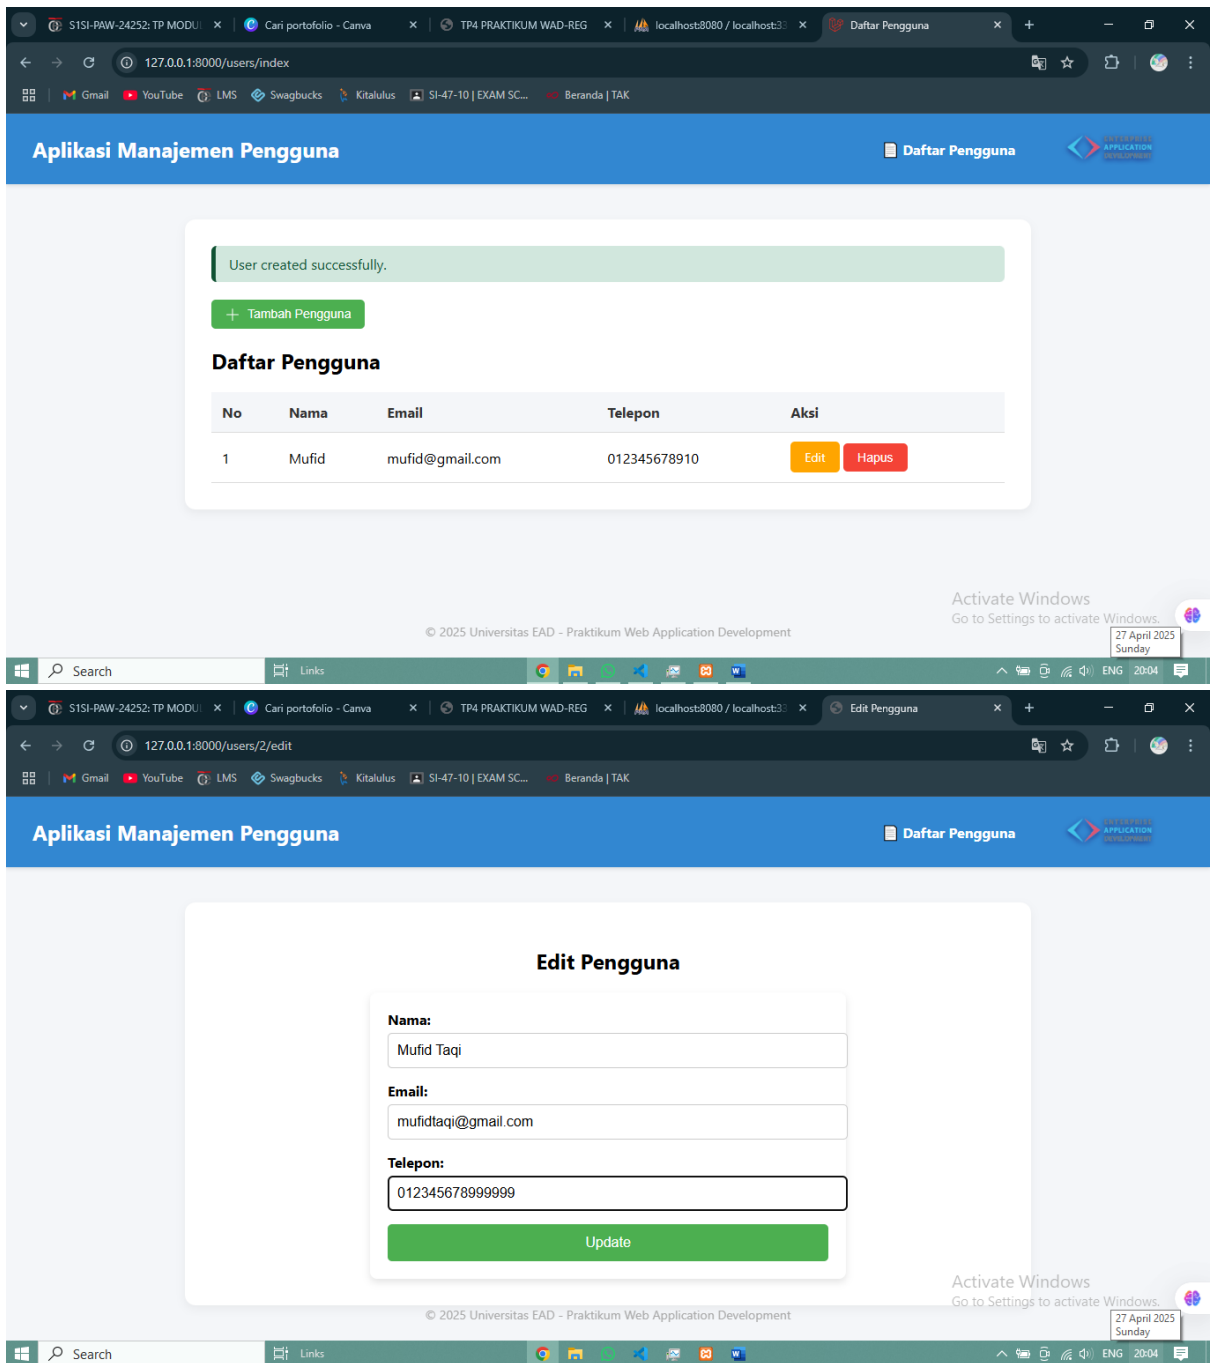 S1SI-PAW-24252: TP MODU
Cari portofolio - Canva
TP4 PRAKTIKUM WAD-REG
localhost:8080 / localhost:33
Daftar Pengguna
127.0.0.1:8000/users/index
Gmail
YouTube
LMS
Swagbucks
Kitalulus
SI-47-10 | EXAM SC...
Beranda | TAK
Aplikasi Manajemen Pengguna
Daftar Pengguna
ENTERPRISE
APPLICATION
DEVELOPMENT
User created successfully.
+ Tambah Pengguna
Daftar Pengguna
No Nama Email Telepon Aksi
1 Mufid mufid@gmail.com 012345678910 Edit Hapus
Activate Windows
Go to Settings to activate Windows.
© 2025 Universitas EAD - Praktikum Web Application Development
27 April 2025
Sunday
Search
Links
ENG 20:04
S1SI-PAW-24252: TP MODU
Cari portofolio - Canva
TP4 PRAKTIKUM WAD-REG
localhost:8080 / localhost:33
Edit Pengguna
127.0.0.1:8000/users/2/edit
Gmail
YouTube
LMS
Swagbucks
Kitalulus
SI-47-10 | EXAM SC...
Beranda | TAK
Aplikasi Manajemen Pengguna
Daftar Pengguna
ENTERPRISE
APPLICATION
DEVELOPMENT
Edit Pengguna
Nama:
Mufid Taqi
Email:
mufidtaqi@gmail.com
Telepon:
012345678999999
Update
Activate Windows
Go to Settings to activate Windows.
© 2025 Universitas EAD - Praktikum Web Application Development
27 April 2025
Sunday
Search
Links
ENG 20:04